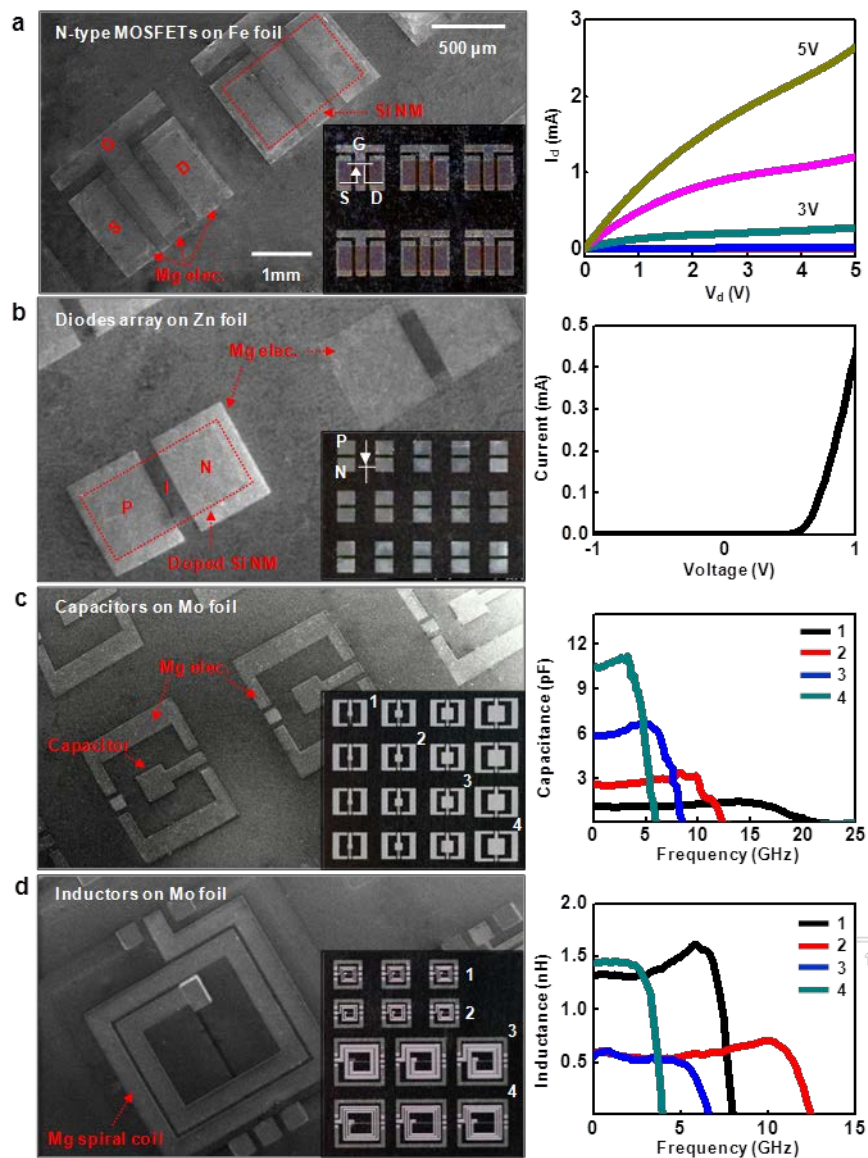 a
N-type MOSFETs on Fe foil
500 µm
Si NM
G
D
S
G
S D
Mg elec.
1mm
I_d (mA)
3
2
1
0
5V
3V
0 1 2 3 4 5
V_d (V)
b
Diodes array on Zn foil
Mg elec.
P
I
N
Doped Si NM
P
N
Current (mA)
0.5
0.4
0.3
0.2
0.1
0.0
-1 0 1
Voltage (V)
c
Capacitors on Mo foil
Mg elec.
Capacitor
1
2
3
4
Capacitance (pF)
12
9
6
3
1
2
3
4
0 5 10 15 20 25
Frequency (GHz)
d
Inductors on Mo foil
Mg spiral coil
1
2
3
4
Inductance (nH)
2.0
1.5
1.0
0.5
1
2
3
4
0 5 10 15
Frequency (GHz)